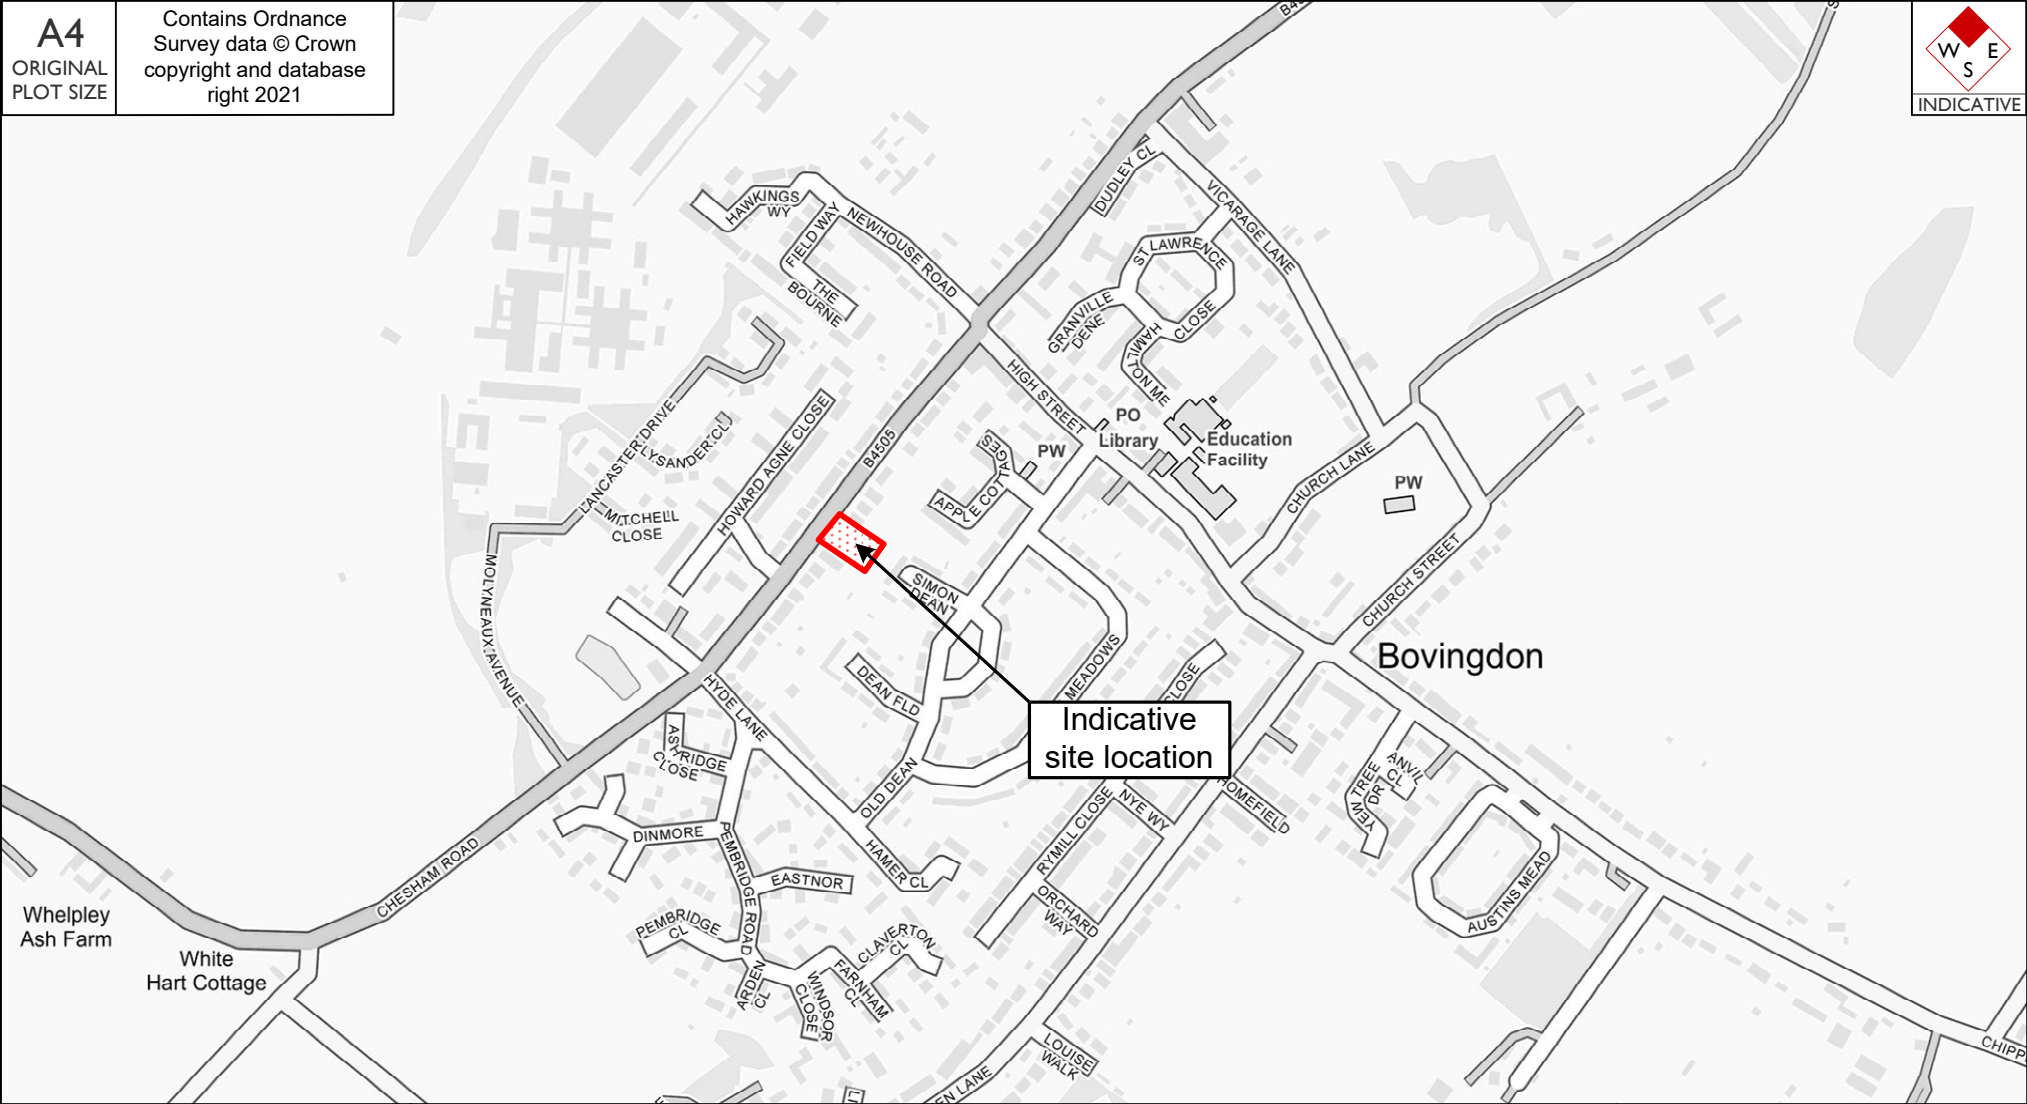 A4
ORIGINAL
PLOT SIZE
Contains Ordnance
Survey data © Crown
copyright and database
right 2021
W E
S
INDICATIVE
DUDLEY CL
VICARAGE LANE
HAWKINGS
WY
FIELD WAY
NEWHOUSE ROAD
THE
BOURNE
ST LAWRENCE
CLOSE
GRANVILLE
DENE
HAMILTON ME
HIGH STREET
PO
Library
Education
Facility
PW
CHURCH LANE
PW
CHURCH STREET
B4505
LANCASTER DRIVE
LYSANDER CL
HOWARD AGNE CLOSE
MITCHELL
CLOSE
MOLYNEAUX AVENUE
APPLE COTTAGES
SIMON
DEAN
DEAN FLD
MEADOWS
CLOSE
Bovingdon
Indicative
site location
HYDE LANE
ASHRIDGE
CLOSE
OLD DEAN
DINMORE
PEMBRIDGE ROAD
EASTNOR
HAMER CL
RYMILL CLOSE
NYE WY
HOMEFIELD
ORCHARD
WAY
YEW TREE
DR
ANVIL
CL
AUSTINS MEAD
CHESHAM ROAD
Whelpley
Ash Farm
White
Hart Cottage
PEMBRIDGE
CL
ARDEN
CL
WINDSOR
CLOSE
FARNHAM
CL
CLAVERTON
CL
LOUISE
WALK
EN LANE
CHIPP